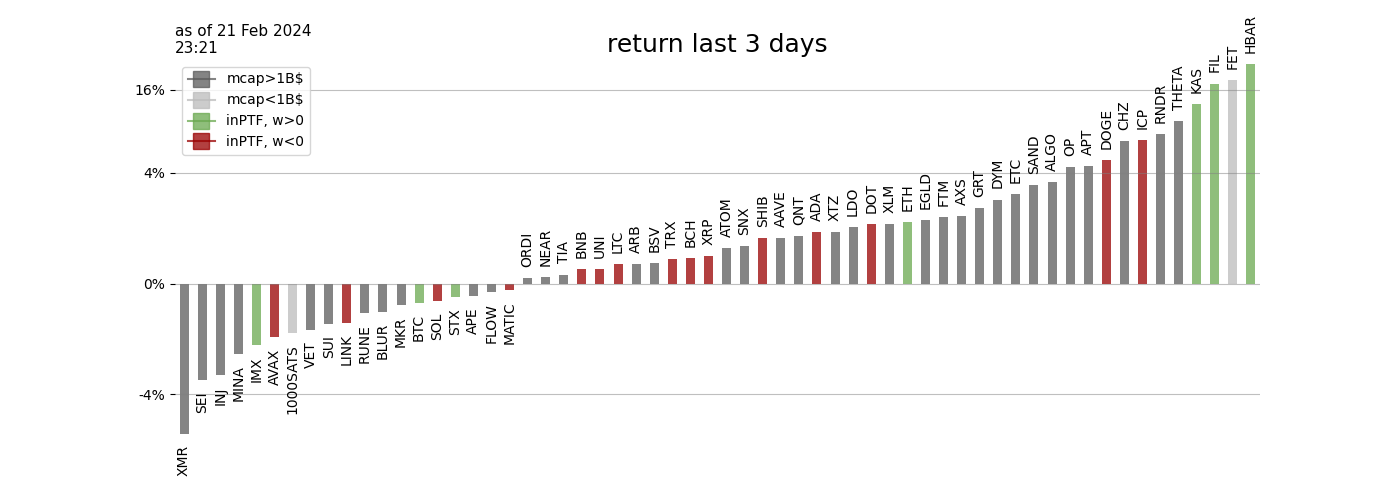 as of 21 Feb 2024
23:21
return last 3 days
mcap>1B$
mcap<1B$
inPTF, w>0
inPTF, w<0
16%
4%
0%
-4%
XMR
SEI
INJ
MINA
IMX
AVAX
1000SATS
VET
SUI
LINK
RUNE
BLUR
MKR
BTC
SOL
STX
APE
FLOW
MATIC
ORDI
NEAR
TIA
BNB
UNI
LTC
ARB
BSV
TRX
BCH
XRP
ATOM
SNX
SHIB
AAVE
QNT
ADA
XTZ
LDO
DOT
XLM
ETH
EGLD
FTM
AXS
GRT
DYM
ETC
SAND
ALGO
OP
APT
DOGE
CHZ
ICP
RNDR
THETA
KAS
FIL
FET
HBAR